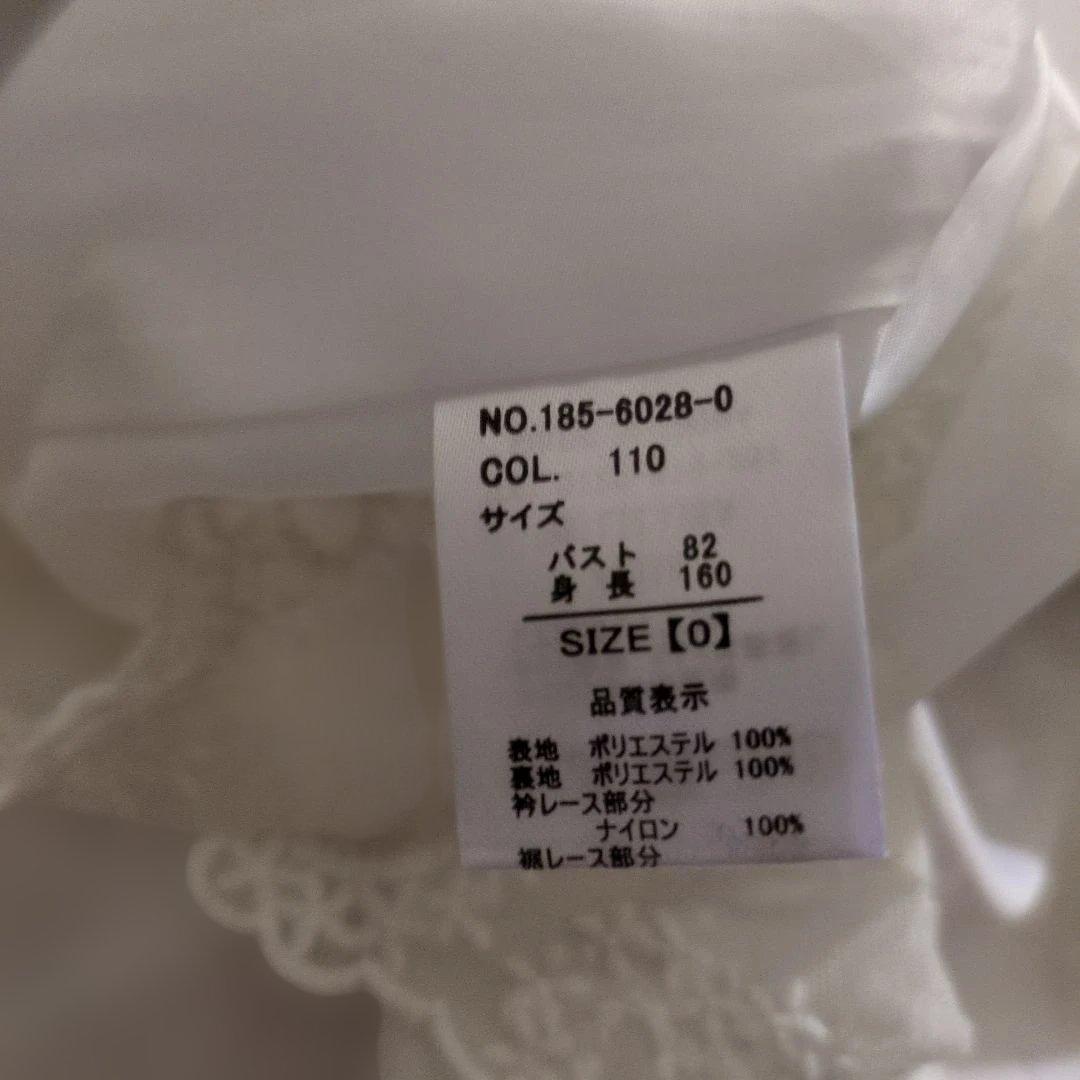 NO.185-6028-0
COL. 110
サイズ
バスト 82
身 長 160
SIZE【0】
品質表示
表地 ポリエステル 100%
裏地 ポリエステル 100%
衿レース部分
ナイロン 100%
裾レース部分